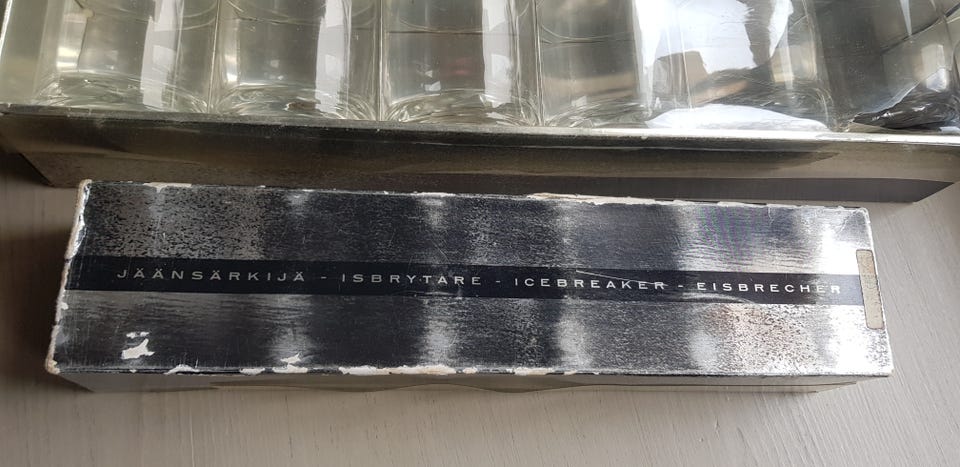 JÄÄNSÄRKIJÄ - ISBRYTARE - ICEBREAKER - EISBRECHER